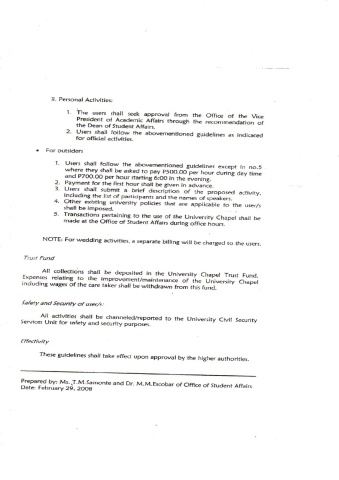 II. Personal Activities:
1. The users shall seek approval from the Office of the Vice
President of Academic Affairs through the recommendation of
the Dean of Student Affairs.
2. Users shall follow the abovementioned guidelines as indicated
for official activities.
• For outsiders
1. Users shall follow the abovementioned guidelines except in no.5
where they shall be asked to pay P500.00 per hour during day time
and P700.00 per hour starting 6:00 in the evening.
2. Payment for the first hour shall be given in advance.
3. Users shall submit a brief description of the proposed activity,
including the list of participants and the names of speakers.
4. Other existing university policies that are applicable to the user/s
shall be imposed.
5. Transactions pertaining to the use of the University Chapel shall be
made at the Office of Student Affairs during office hours.
NOTE: For wedding activities, a separate billing will be charged to the users.
Trust Fund
All collections shall be deposited in the University Chapel Trust Fund.
Expenses relating to the improvement/maintenance of the University Chapel
including wages of the care taker shall be withdrawn from this fund.
Safety and Security of user/s:
All activities shall be channeled/reported to the University Civil Security
Services Unit for safety and security purposes.
Effectivity
These guidelines shall take effect upon approval by the higher authorities.
Prepared by: Ms. J.M.Samonte and Dr. M.M.Escobar of Office of Student Affairs
Date: February 29, 2008